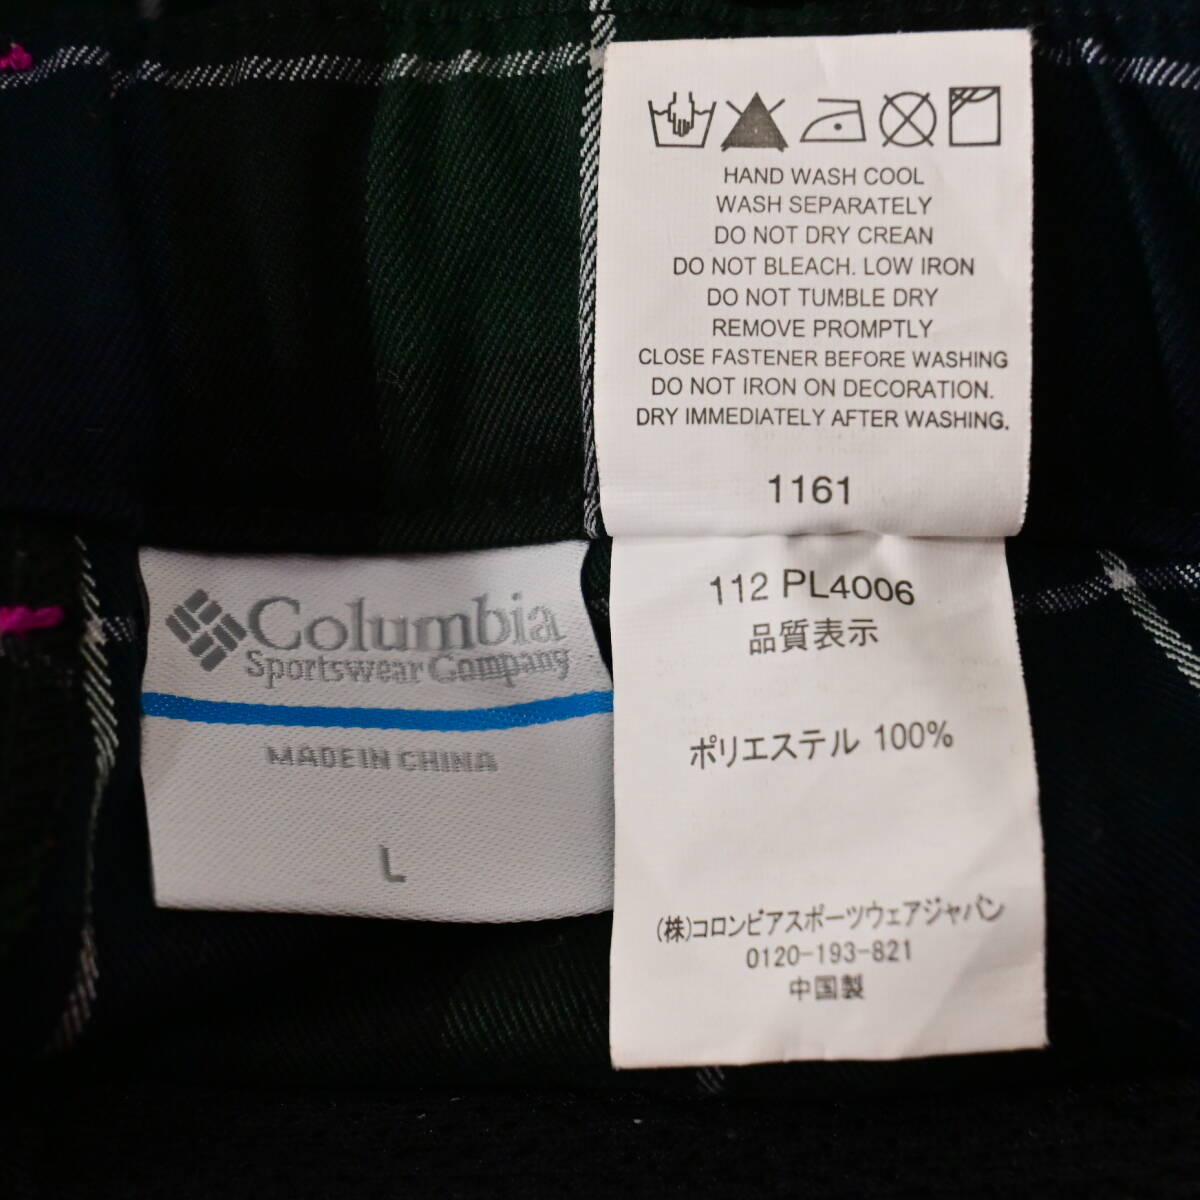 HAND WASH COOL
WASH SEPARATELY
DO NOT DRY CREAN
DO NOT BLEACH. LOW IRON
DO NOT TUMBLE DRY
REMOVE PROMPTLY
CLOSE FASTENER BEFORE WASHING
DO NOT IRON ON DECORATION.
DRY IMMEDIATELY AFTER WASHING.
1161
112 PL4006
品質表示
ポリエステル 100%
(株)コロンビアスポーツウェアジャパン
0120-193-821
中国製
Columbia
Sportswear Company
MADE IN CHINA
L